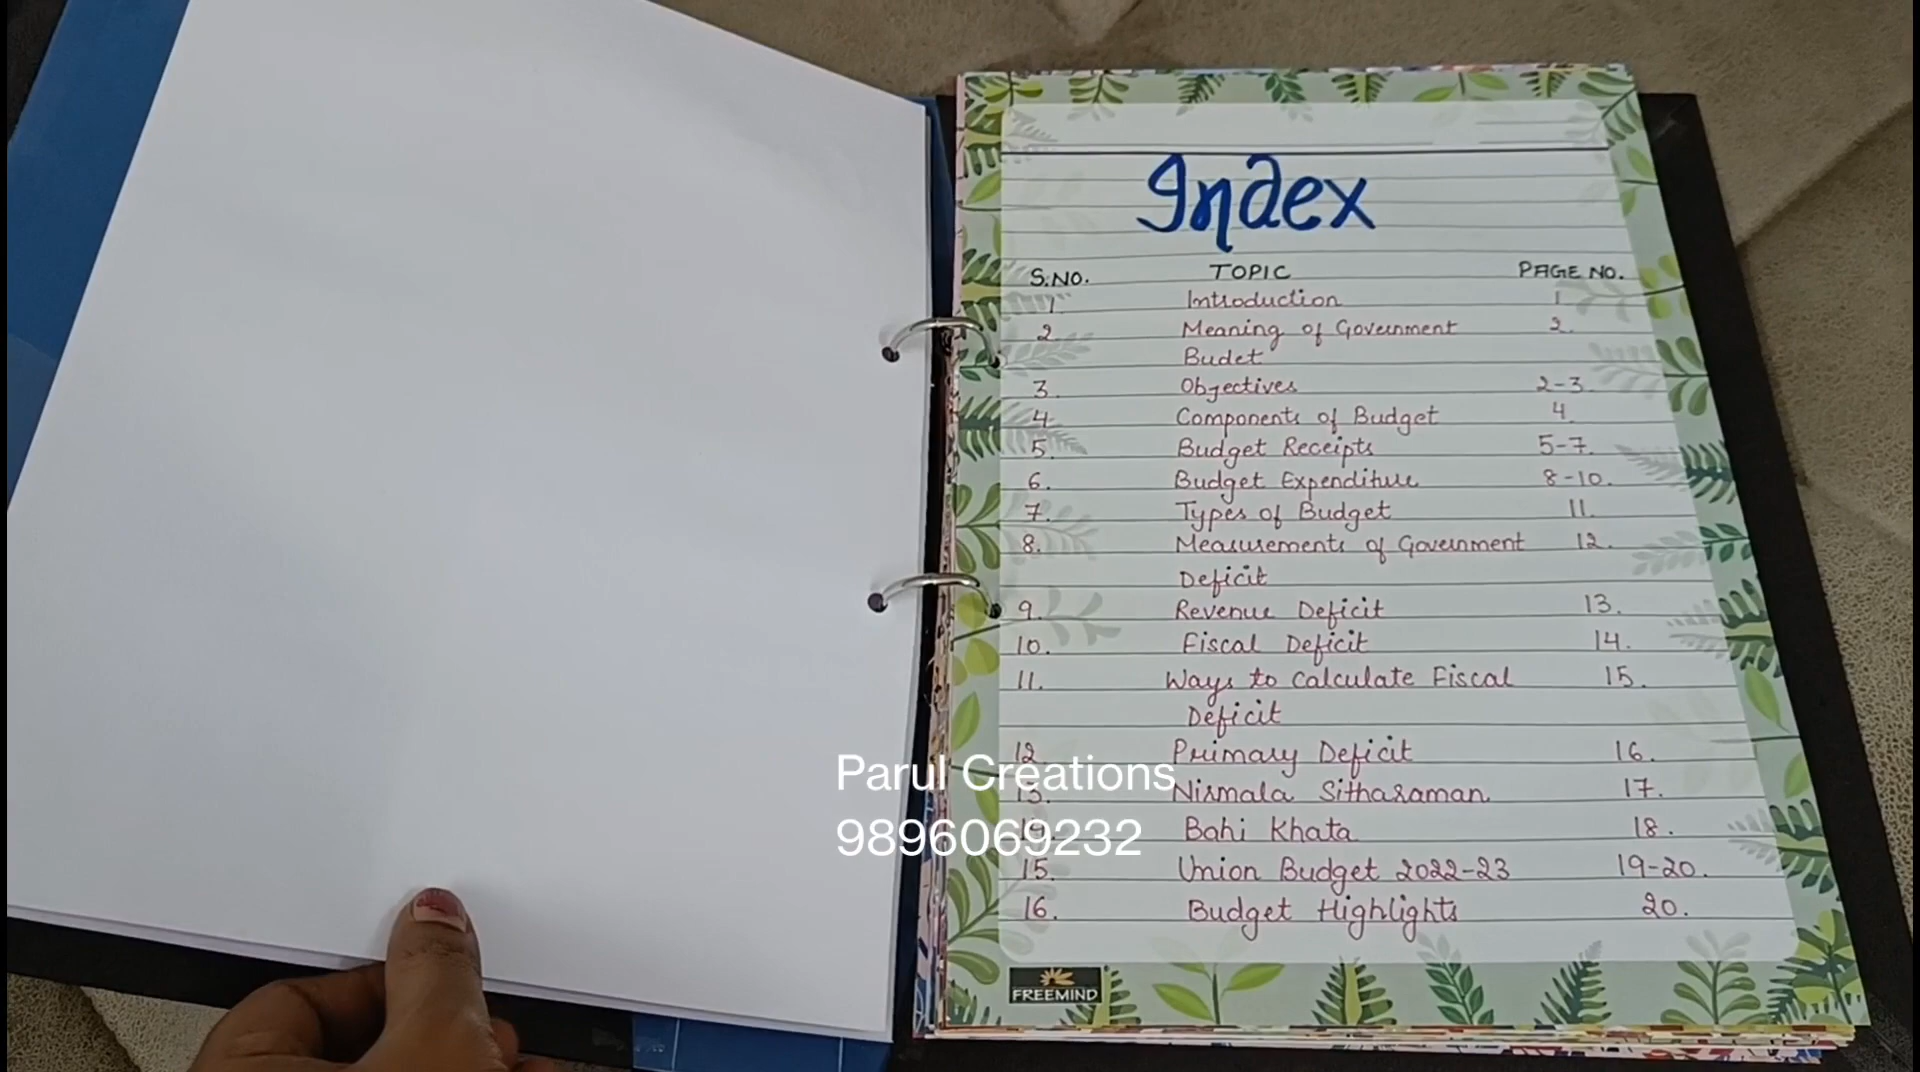 Index
S.NO. TOPIC PAGE NO.
1. Introduction 1
2. Meaning of Government 2.
Budet
3. Objectives 2-3.
4. Components of Budget 4
5. Budget Receipts 5-7.
6. Budget Expenditure 8-10.
7. Types of Budget 11.
8. Measurements of Government 12.
Deficit
9. Revenue Deficit 13.
10. Fiscal Deficit 14.
11. Ways to Calculate Fiscal 15.
Deficit
12. Primary Deficit 16.
Parul Creations
13. Nirmala Sitharaman 17.
14. Bahi Khata 18.
9896069232
15. Union Budget 2022-23 19-20.
16. Budget Highlights 20.
FREEMIND